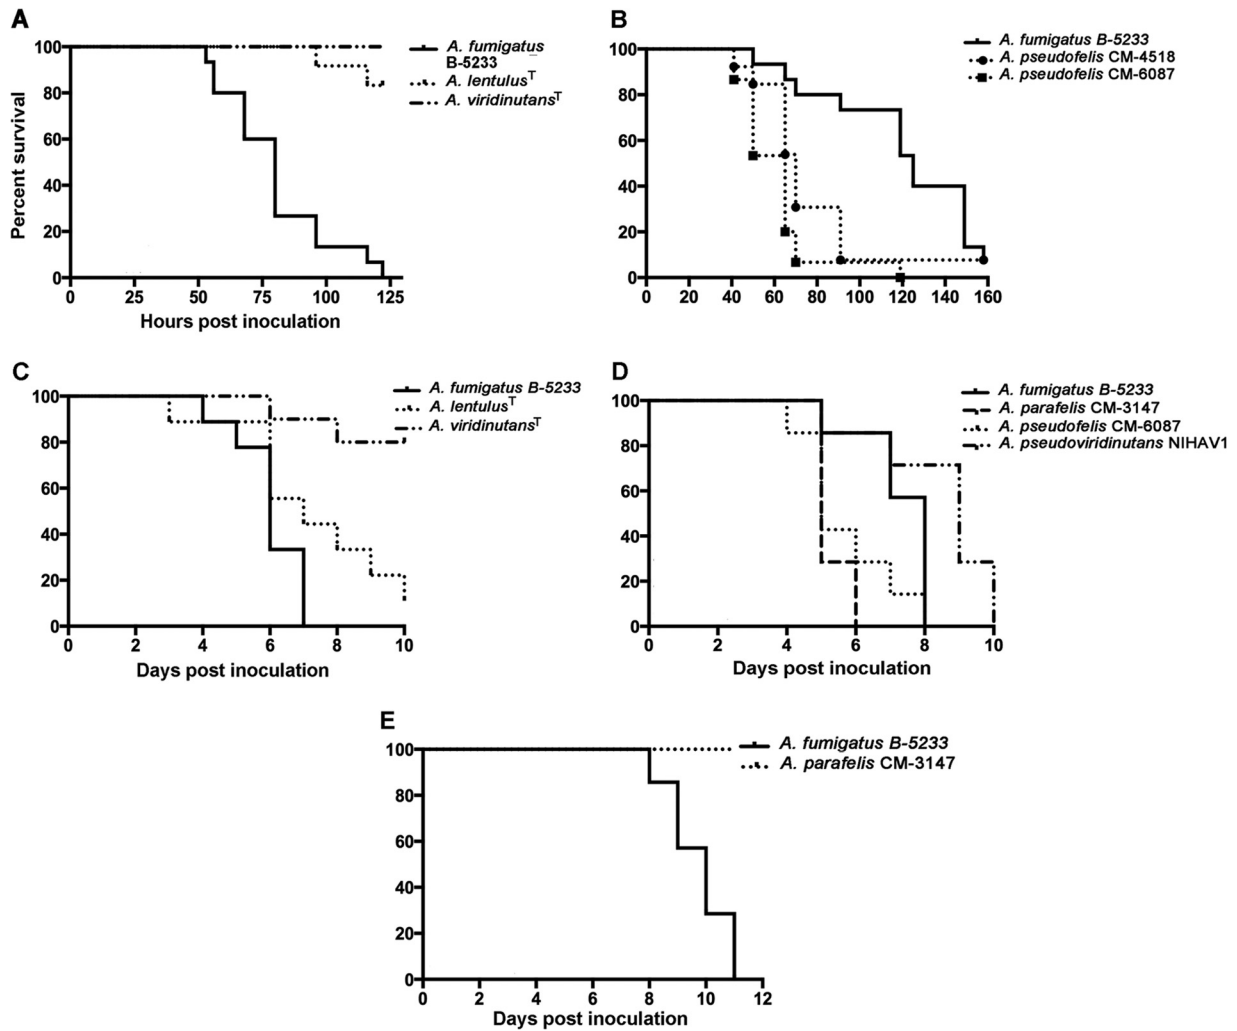 A
100
80
60
40
20
0
Percent survival
0 25 50 75 100 125
Hours post inoculation
A. fumigatus
B-5233
A. lentulusT
A. viridinutansT
B
100
80
60
40
20
0
0 20 40 60 80 100 120 140 160
A. fumigatus B-5233
A. pseudofelis CM-4518
A. pseudofelis CM-6087
C
100
80
60
40
20
0
0 2 4 6 8 10
Days post inoculation
A. fumigatus B-5233
A. lentulusT
A. viridinutansT
D
100
80
60
40
20
0
0 2 4 6 8 10
Days post inoculation
A. fumigatus B-5233
A. parafelis CM-3147
A. pseudofelis CM-6087
A. pseudoviridinutans NIHAV1
E
100
80
60
40
20
0
0 2 4 6 8 10 12
Days post inoculation
A. fumigatus B-5233
A. parafelis CM-3147